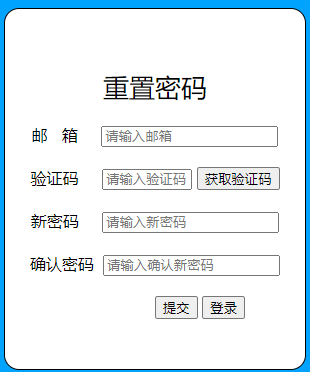 重置密码
邮 箱 请输入邮箱
验证码 请输入验证码 获取验证码
新密码 请输入新密码
确认密码 请输入确认新密码
提交 登录